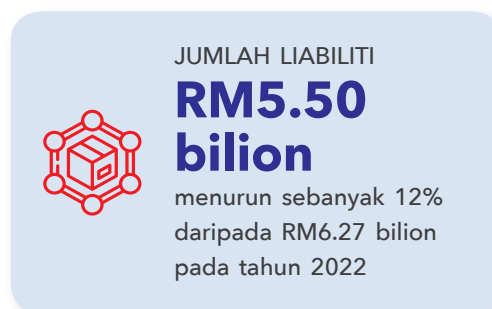 JUMLAH LIABILITI
RM5.50
bilion
menurun sebanyak 12%
daripada RM6.27 bilion
pada tahun 2022